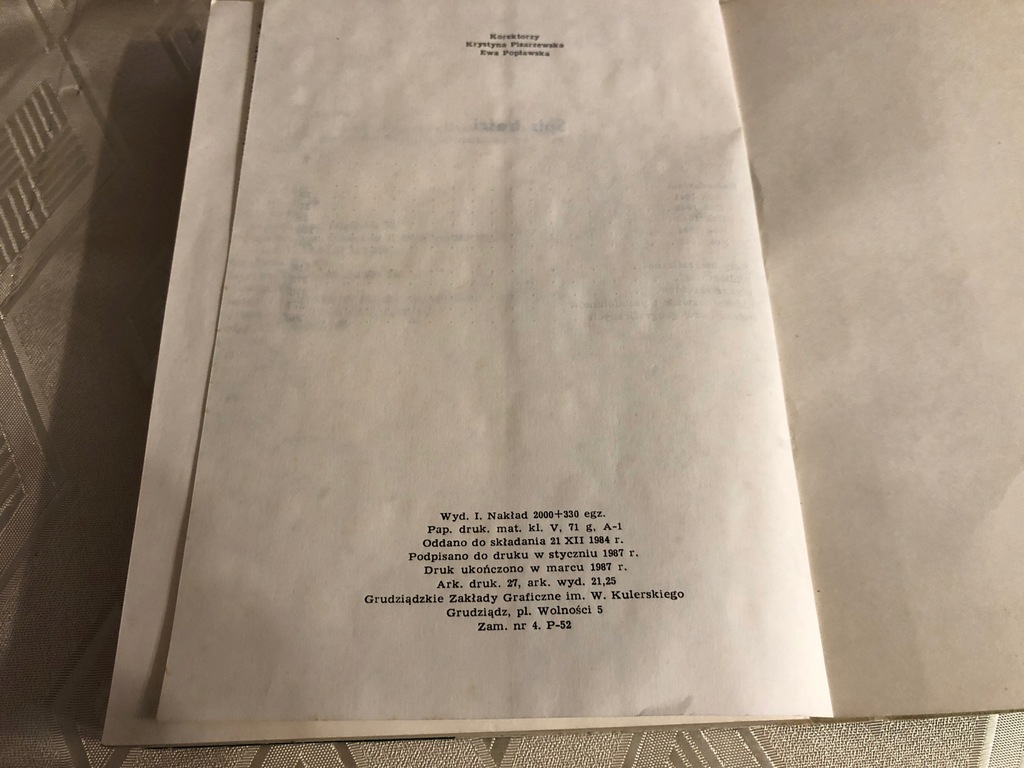 Korektorzy
Krystyna Pisarzewska
Ewa Popławska
Wyd. I. Nakład 2000+330 egz.
Pap. druk. mat. kl. V, 71 g, A-1
Oddano do składania 21 XII 1984 r.
Podpisano do druku w styczniu 1987 r.
Druk ukończono w marcu 1987 r.
Ark. druk. 27, ark. wyd. 21,25
Grudziądzkie Zakłady Graficzne im. W. Kulerskiego
Grudziądz, pl. Wolności 5
Zam. nr 4. P-52